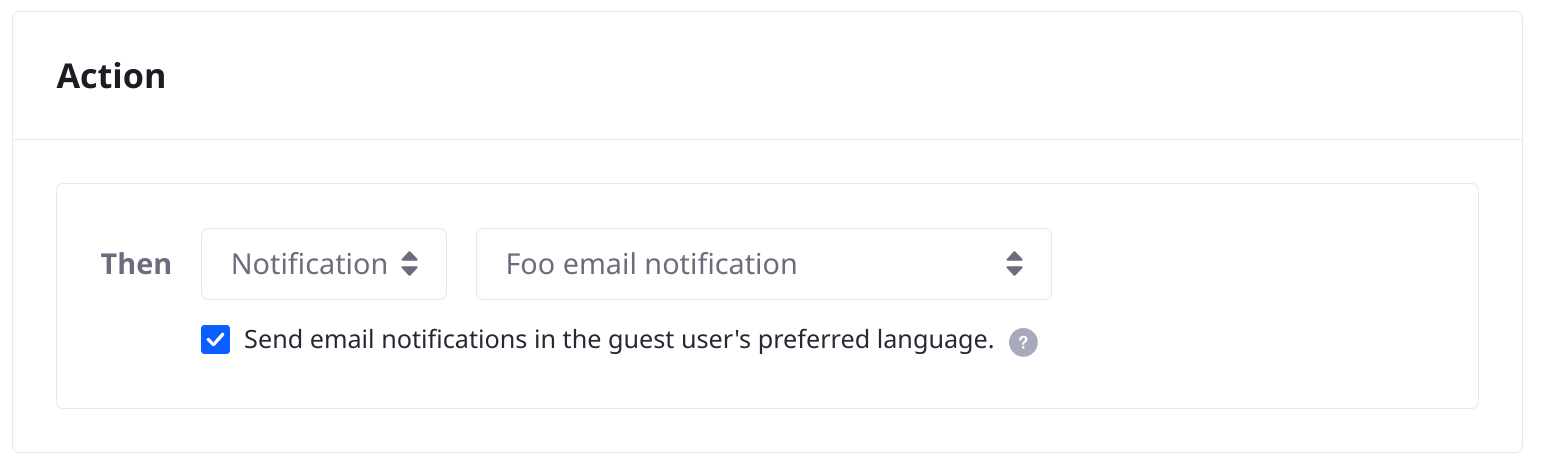 Action
Then Notification Foo email notification
Send email notifications in the guest user's preferred language. ?